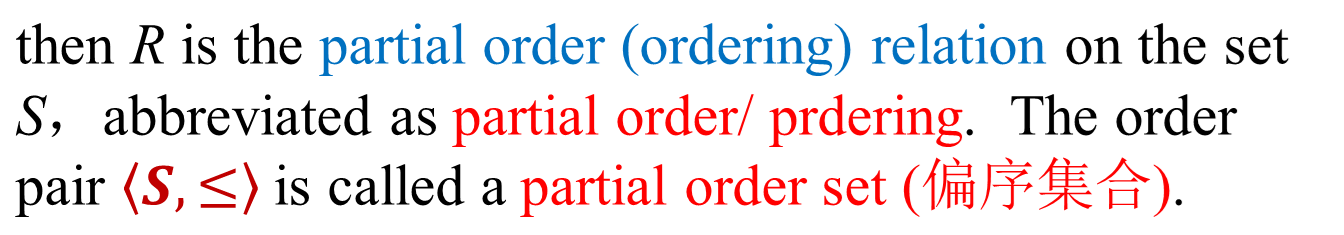 then R is the partial order (ordering) relation on the set
S，abbreviated as partial order/ prdering. The order
pair ⟨S, ≤⟩ is called a partial order set (偏序集合).